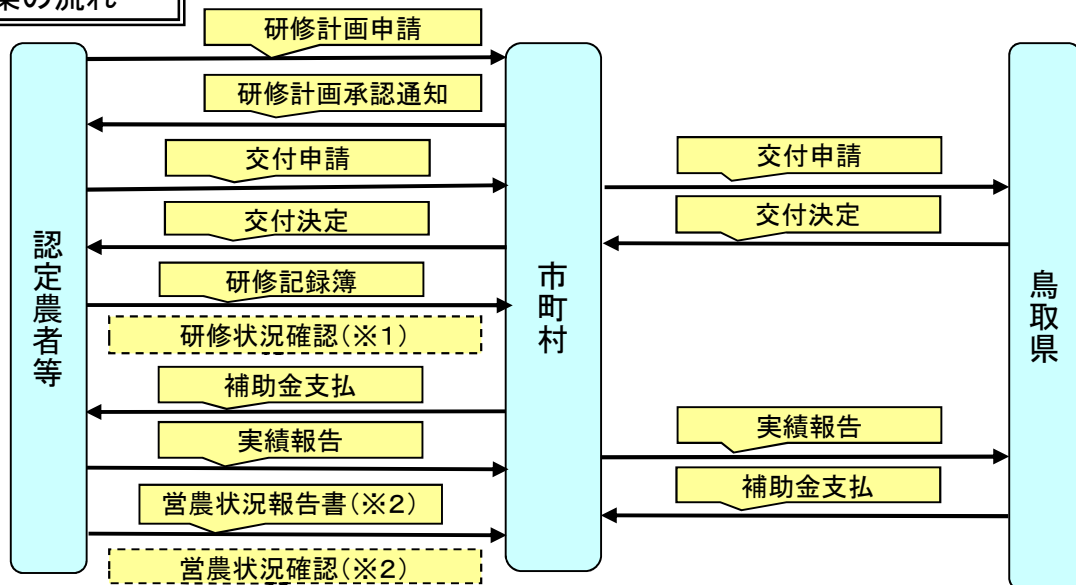 業の流れ
研修計画申請
研修計画承認通知
交付申請
交付申請
交付決定
交付決定
認定農者等
市町村
鳥取県
研修記録簿
研修状況確認(※1)
補助金支払
実績報告
実績報告
営農状況報告書(※2)
補助金支払
営農状況確認(※2)